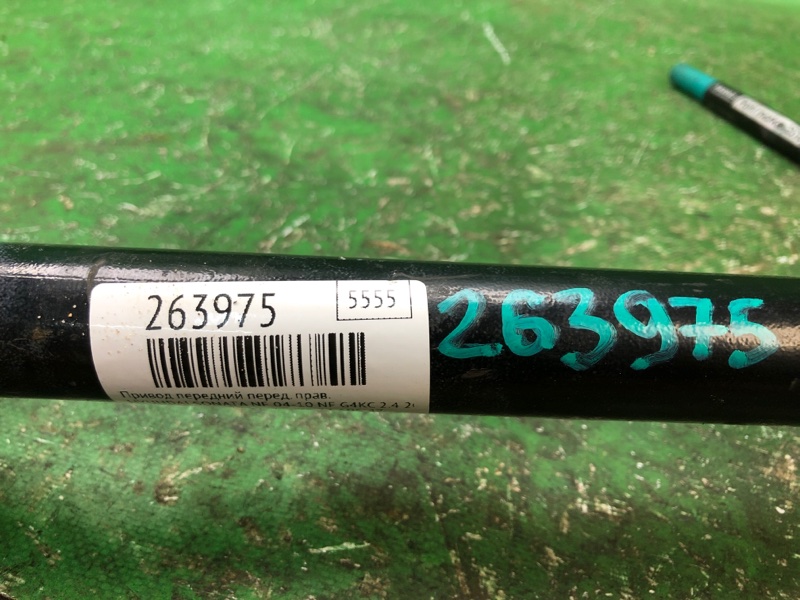 263975
5555
263975
Привод передний перед. прав.
SONATA NF 04-10 NF G4KC 2.4